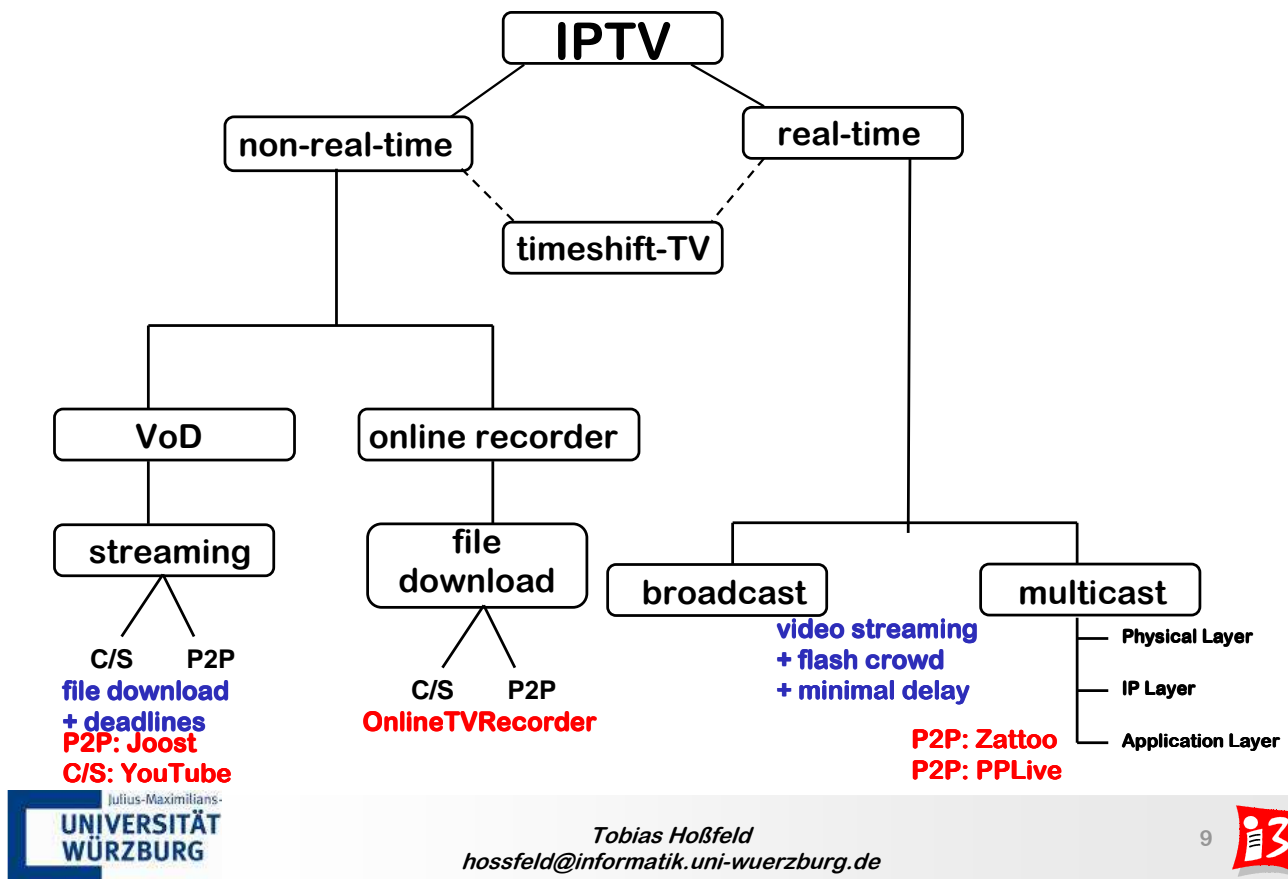 IPTV
non-real-time
real-time
timeshift-TV
VoD
online recorder
streaming
file
download
broadcast
multicast
C/S P2P
file download
+ deadlines
P2P: Joost
C/S: YouTube
C/S P2P
OnlineTVRecorder
video streaming
+ flash crowd
+ minimal delay
Physical Layer
IP Layer
Application Layer
P2P: Zattoo
P2P: PPLive
Julius-Maximilians-
UNIVERSITÄT
WÜRZBURG
Tobias Hoßfeld
hossfeld@informatik.uni-wuerzburg.de
9
i3